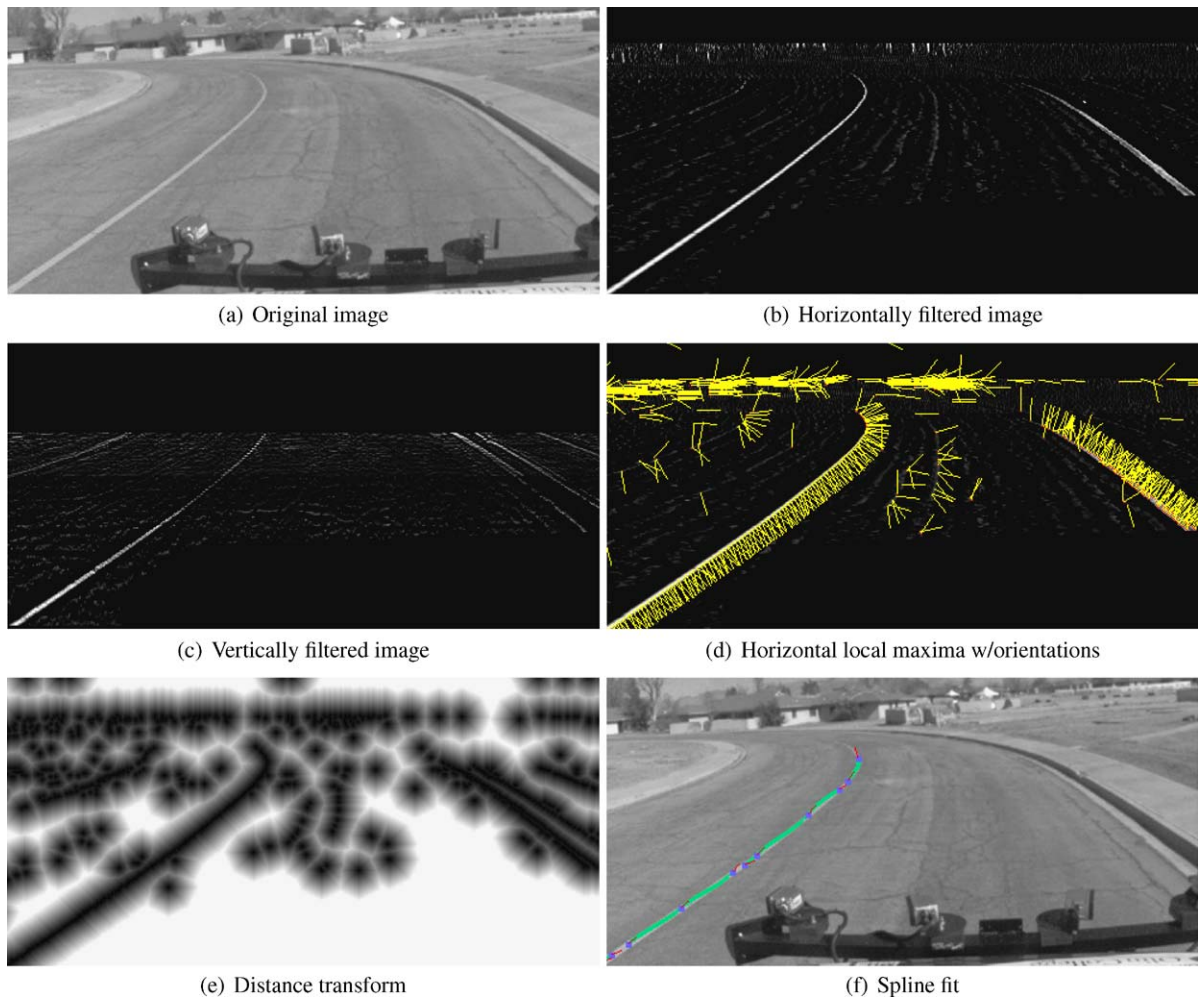 (a) Original image
(b) Horizontally filtered image
(c) Vertically filtered image
(d) Horizontal local maxima w/orientations
(e) Distance transform
(f) Spline fit